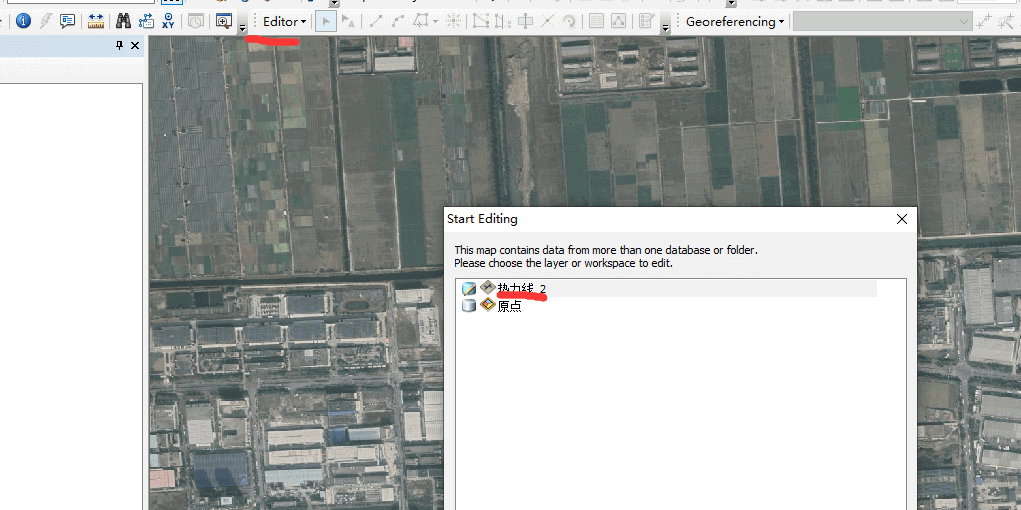 Editor
Georeferencing
Start Editing
This map contains data from more than one database or folder.
Please choose the layer or workspace to edit.
热力线_2
原点